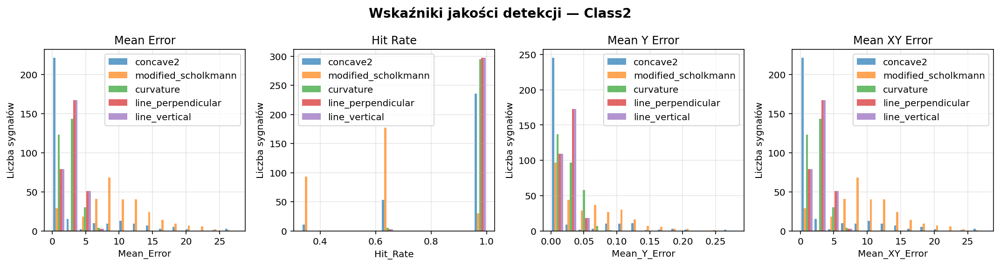 Wskaźniki jakości detekcji — Class2
Mean Error
Liczba sygnałów
200
150
100
50
0
concave2
modified_scholkmann
curvature
line_perpendicular
line_vertical
0 5 10 15 20 25
Mean_Error
Hit Rate
Liczba sygnałów
300
250
200
150
100
50
0
concave2
modified_scholkmann
curvature
line_perpendicular
line_vertical
0.4 0.6 0.8 1.0
Hit_Rate
Mean Y Error
Liczba sygnałów
250
200
150
100
50
0
concave2
modified_scholkmann
curvature
line_perpendicular
line_vertical
0.00 0.05 0.10 0.15 0.20 0.25
Mean_Y_Error
Mean XY Error
Liczba sygnałów
200
150
100
50
0
concave2
modified_scholkmann
curvature
line_perpendicular
line_vertical
0 5 10 15 20 25
Mean_XY_Error